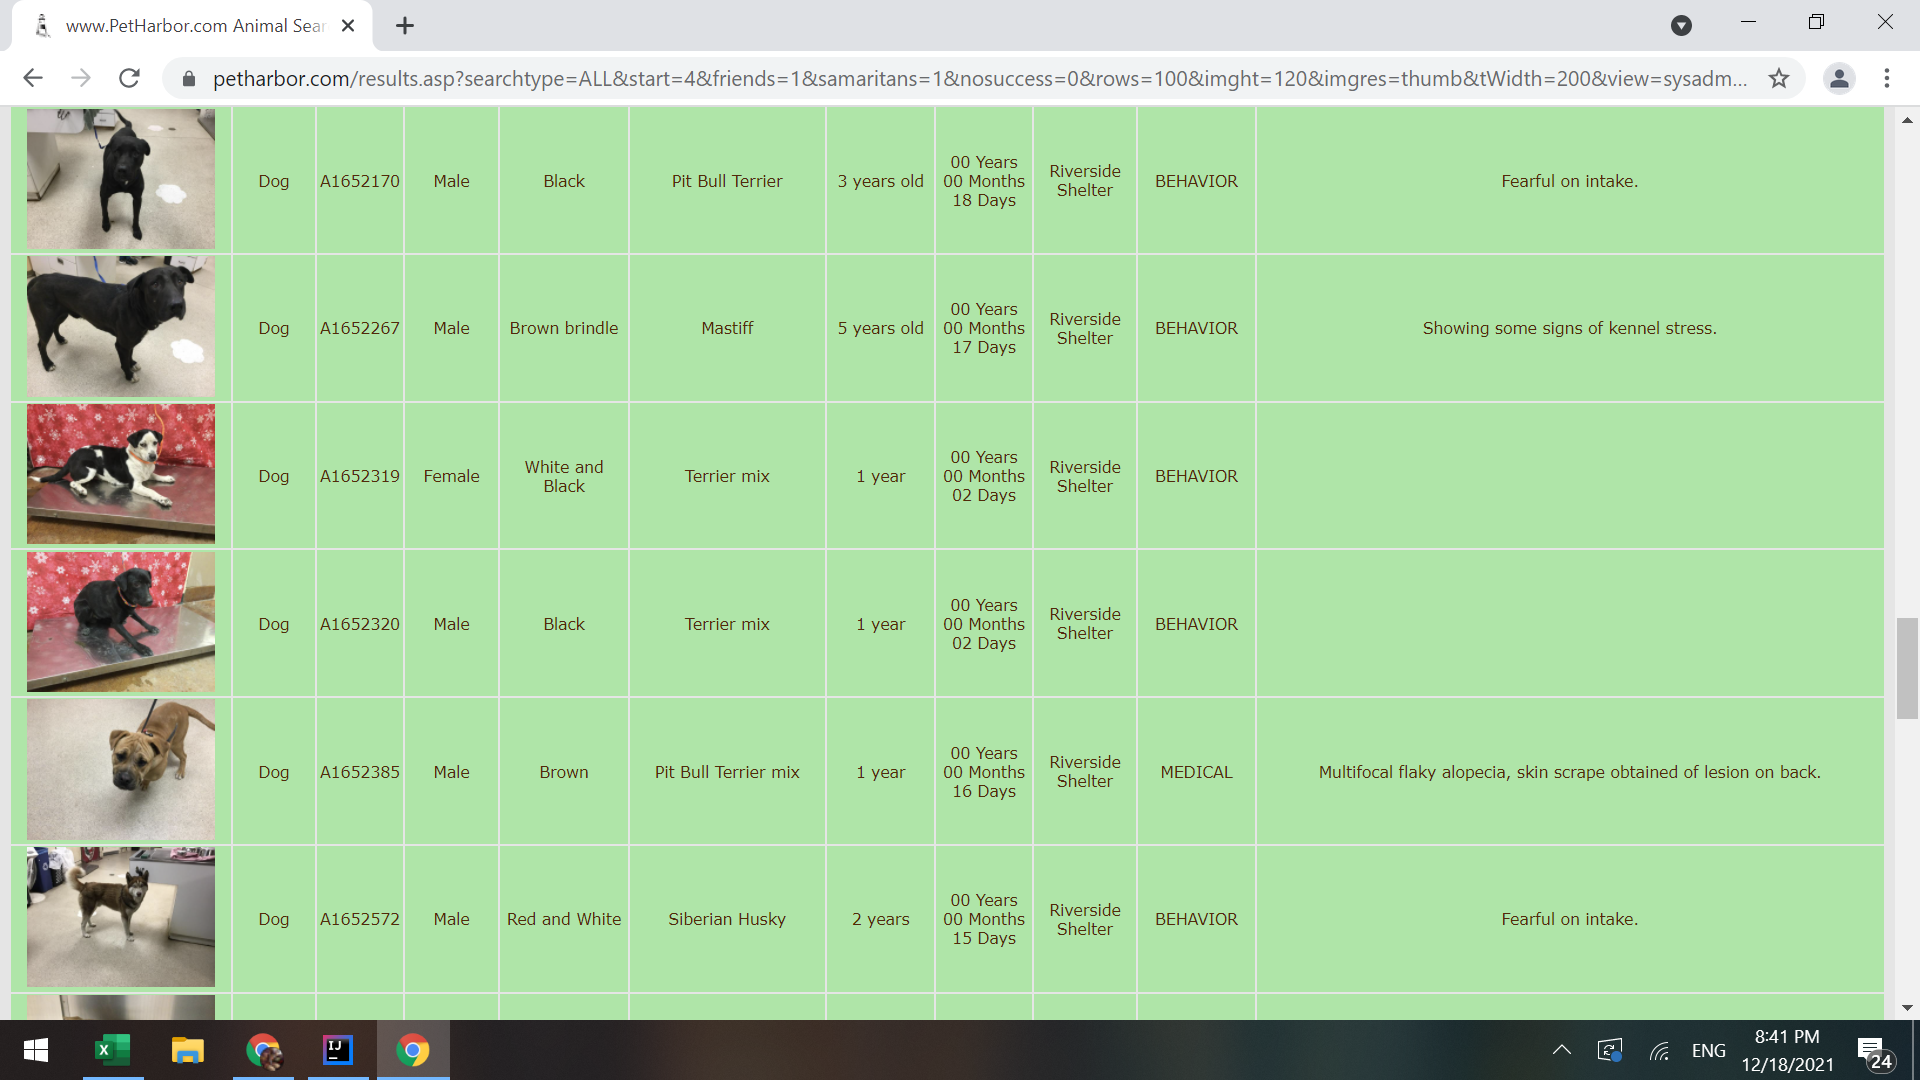 www.PetHarbor.com Animal Sear
petharbor.com/results.asp?searchtype=ALL&start=4&friends=1&samaritans=1&nosuccess=0&rows=100&imght=120&imgres=thumb&tWidth=200&view=sysadm...
Dog A1652170 Male Black Pit Bull Terrier 3 years old 00 Years 00 Months 18 Days Riverside Shelter BEHAVIOR Fearful on intake.
Dog A1652267 Male Brown brindle Mastiff 5 years old 00 Years 00 Months 17 Days Riverside Shelter BEHAVIOR Showing some signs of kennel stress.
Dog A1652319 Female White and Black Terrier mix 1 year 00 Years 00 Months 02 Days Riverside Shelter BEHAVIOR
Dog A1652320 Male Black Terrier mix 1 year 00 Years 00 Months 02 Days Riverside Shelter BEHAVIOR
Dog A1652385 Male Brown Pit Bull Terrier mix 1 year 00 Years 00 Months 16 Days Riverside Shelter MEDICAL Multifocal flaky alopecia, skin scrape obtained of lesion on back.
Dog A1652572 Male Red and White Siberian Husky 2 years 00 Years 00 Months 15 Days Riverside Shelter BEHAVIOR Fearful on intake.
X
IJ
ENG
8:41 PM
12/18/2021
24